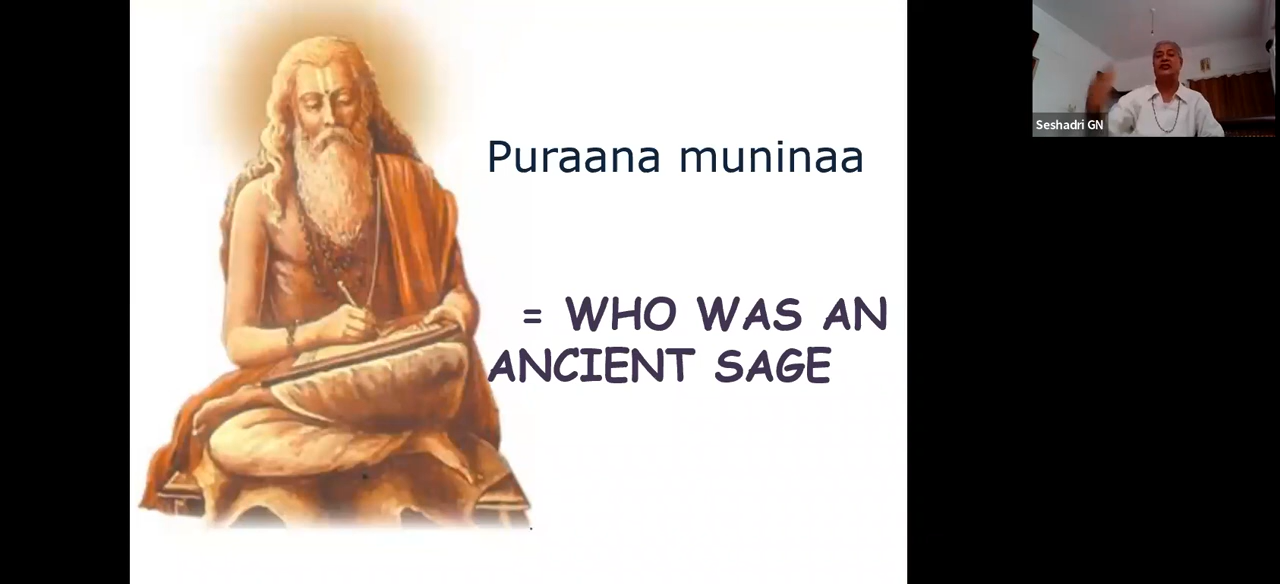 Puraana muninaa
= WHO WAS AN
ANCIENT SAGE
Seshadri GN